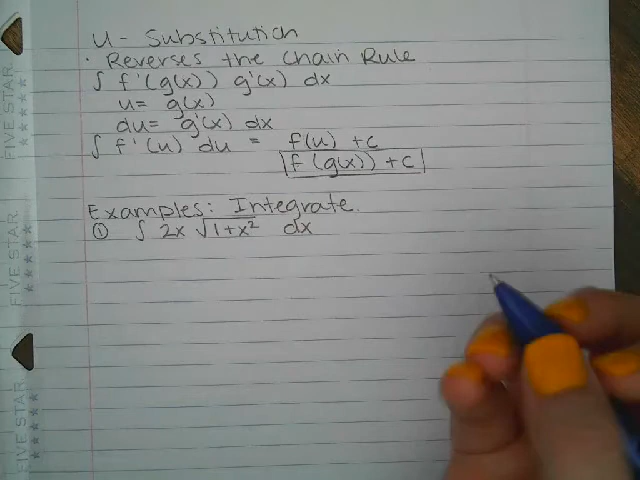 U - Substitution
· Reverses the Chain Rule
∫ f'(g(x)) g'(x) dx
u = g(x)
du = g'(x) dx
∫ f'(u) du = f(u) + c
f(g(x)) + c
Examples: Integrate.
① ∫ 2x √1+x² dx
FIVE STAR
FIVE STAR
FIVE STAR